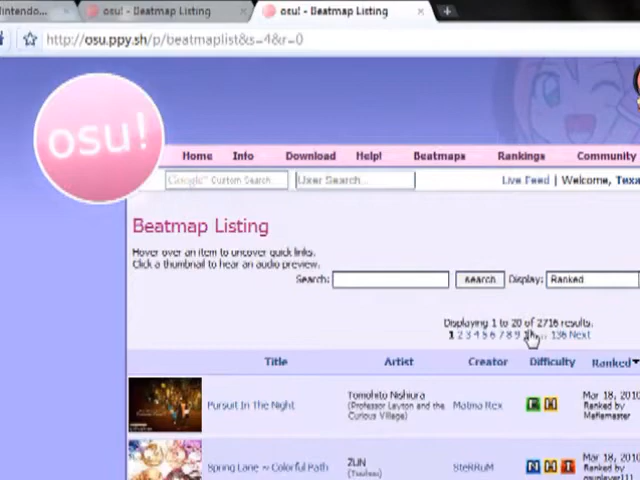 Nintendo...
osu! - Beatmap Listing
osu! - Beatmap Listing
http://osu.ppy.sh/p/beatmaplist&s=4&r=0
osu!
Home Info Download Help! Beatmaps Rankings Community
Google™ Custom Search User Search... Live Feed | Welcome, Texa
Beatmap Listing
Hover over an item to uncover quick links.
Click a thumbnail to hear an audio preview.
Search: search Display: Ranked
Displaying 1 to 20 of 2716 results.
1 2 3 4 5 6 7 8 9 ... 136 Next
Title Artist Creator Difficulty Ranked
Pursuit In The Night
Tomohito Nishiura
(Professor Layton and the
Curious Village)
Matma Rex
Mar 18, 2010
Ranked by
Spring Lane ~ Colorful Path
ZUN
(Touhou)
SteRRuM
N H T
Mar 18, 2010
Ranked by